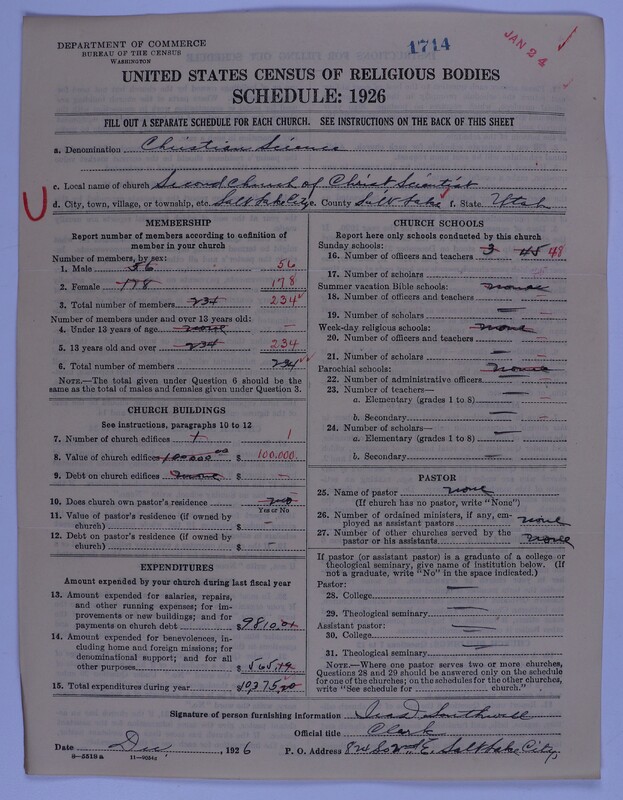 DEPARTMENT OF COMMERCE
BUREAU OF THE CENSUS
WASHINGTON
1714
JAN 24
UNITED STATES CENSUS OF RELIGIOUS BODIES
SCHEDULE: 1926
FILL OUT A SEPARATE SCHEDULE FOR EACH CHURCH. SEE INSTRUCTIONS ON THE BACK OF THIS SHEET
a. Denomination Christian Science
c. Local name of church Second Church of Christ Scientist
d. City, town, village, or township, etc. Salt Lake City e. County Salt Lake f. State Utah
MEMBERSHIP
Report number of members according to definition of
member in your church
Number of members, by sex:
1. Male 56 56
2. Female 178 178
3. Total number of members 234 234
Number of members under and over 13 years old:
4. Under 13 years of age none —
5. 13 years old and over 234 234
6. Total number of members 234
NOTE.—The total given under Question 6 should be the
same as the total of males and females given under Question 3.
CHURCH BUILDINGS
See instructions, paragraphs 10 to 12
7. Number of church edifices 1 1
8. Value of church edifices 100000.00 $ 100.000.
9. Debt on church edifices none $ —
10. Does church own pastor's residence no
Yes or No
11. Value of pastor's residence (if owned by
church) $ —
12. Debt on pastor's residence (if owned by
church) $ —
EXPENDITURES
Amount expended by your church during last fiscal year
13. Amount expended for salaries, repairs,
and other running expenses; for im-
provements or new buildings; and for
payments on church debt $ 9810.01
14. Amount expended for benevolences, in-
cluding home and foreign missions; for
denominational support; and for all
other purposes $ 565.19
15. Total expenditures during year $ 10,375.20
CHURCH SCHOOLS
Report here only schools conducted by this church
Sunday schools:
16. Number of officers and teachers 3 45 48
17. Number of scholars
Summer vacation Bible schools: none
18. Number of officers and teachers —
19. Number of scholars —
Week-day religious schools: none
20. Number of officers and teachers —
21. Number of scholars —
Parochial schools: none
22. Number of administrative officers —
23. Number of teachers—
a. Elementary (grades 1 to 8) —
b. Secondary —
24. Number of scholars—
a. Elementary (grades 1 to 8) —
b. Secondary —
PASTOR
25. Name of pastor none
(If church has no pastor, write "None")
26. Number of ordained ministers, if any, em-
ployed as assistant pastors none
27. Number of other churches served by the
pastor or his assistants none
If pastor (or assistant pastor) is a graduate of a college or
theological seminary, give name of institution below. (If
not a graduate, write "No" in the space indicated.)
Pastor:
28. College —
29. Theological seminary —
Assistant pastor:
30. College —
31. Theological seminary —
NOTE.—Where one pastor serves two or more churches,
Questions 28 and 29 should be answered only on the schedule
for one of the churches; on the schedules for the other churches,
write "See schedule for church."
Signature of person furnishing information Southwell
Official title Clerk
Date Dec, 1926 P. O. Address E. Salt Lake City.
8—5518a 11—9054